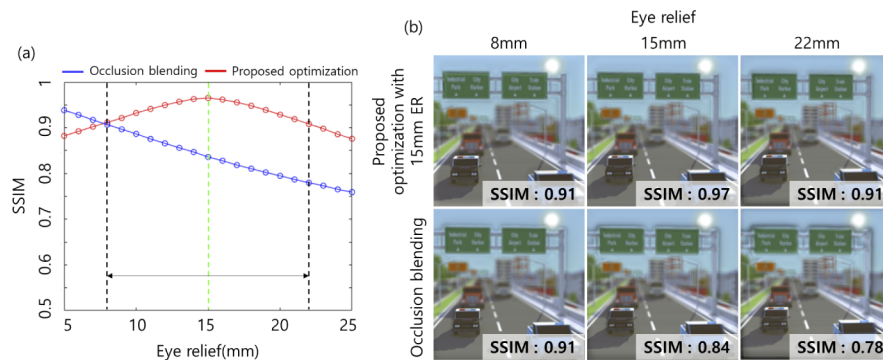 (a)
Occlusion blending
Proposed optimization
SSIM
1
0.9
0.8
0.7
0.6
0.5
5
10
15
20
25
Eye relief(mm)
(b)
Eye relief
8mm
15mm
22mm
Proposed
optimization with
15mm ER
SSIM : 0.91
SSIM : 0.97
SSIM : 0.91
Occlusion blending
SSIM : 0.91
SSIM : 0.84
SSIM : 0.78